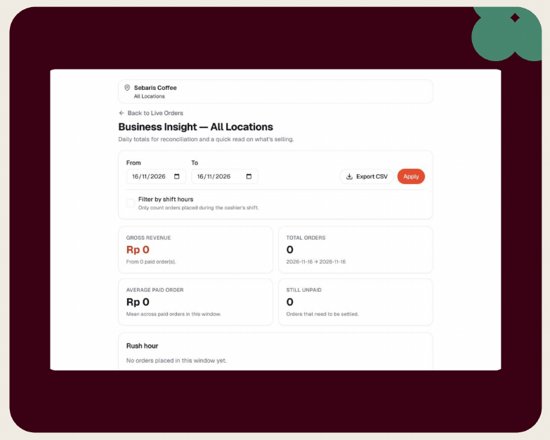 Sebaris Coffee
All Locations
Back to Live Orders
Business Insight — All Locations
Daily totals for reconciliation and a quick read on what's selling.
From To
16/11/2026 16/11/2026 Export CSV Apply
Filter by shift hours
Only count orders placed during the cashier's shift.
GROSS REVENUE TOTAL ORDERS
Rp 0 0
From 0 paid order(s). 2026-11-16 → 2026-11-16
AVERAGE PAID ORDER STILL UNPAID
Rp 0 0
Mean across paid orders in this window. Orders that need to be settled.
Rush hour
No orders placed in this window yet.